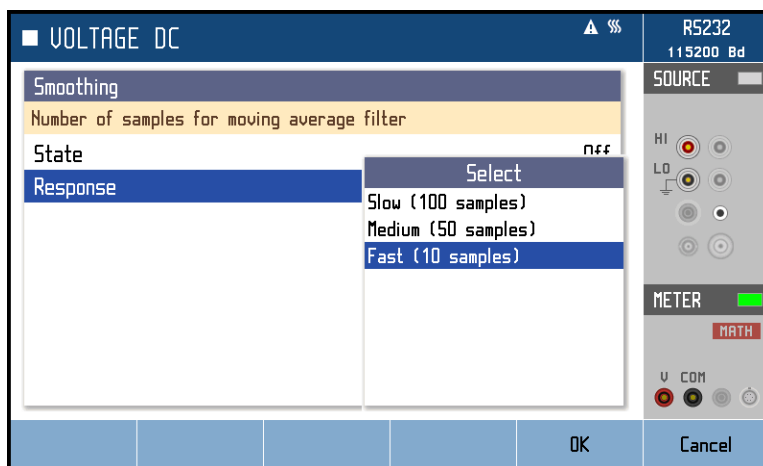 VOLTAGE DC
RS232
115200 Bd
Smoothing
Number of samples for moving average filter
State Off
Response
Select
Slow (100 samples)
Medium (50 samples)
Fast (10 samples)
SOURCE
HI
LO
METER
MATH
V COM
OK Cancel